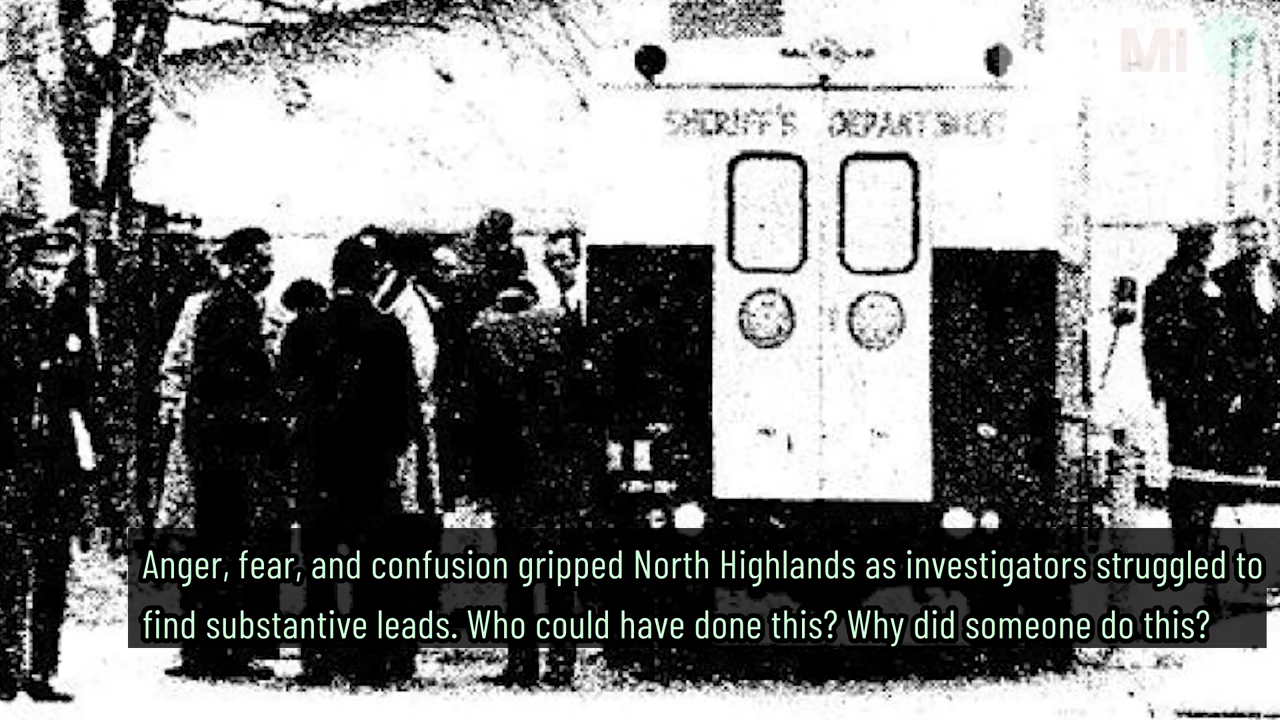 MI
SHERIFF'S DEPARTMENT
Anger, fear, and confusion gripped North Highlands as investigators struggled to
find substantive leads. Who could have done this? Why did someone do this?